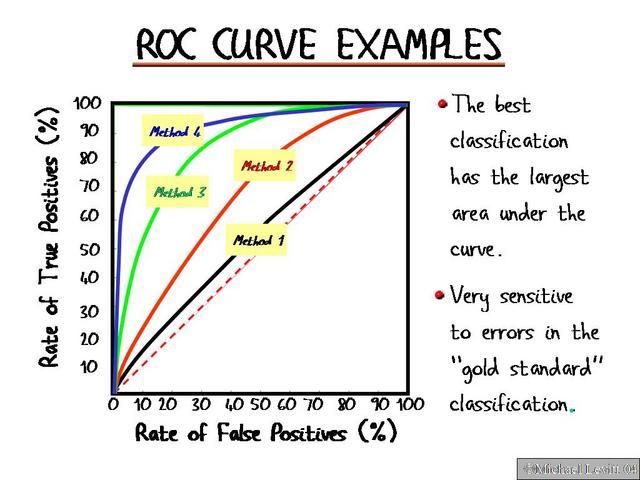 ROC CURVE EXAMPLES
Rate of True Positives (%)
100
90
80
70
60
50
40
30
20
10
Method 4
Method 3
Method 2
Method 1
0 10 20 30 40 50 60 70 80 90 100
Rate of False Positives (%)
The best
classification
has the largest
area under the
curve.
Very sensitive
to errors in the
"gold standard"
classification.
©Michael Levitt 04